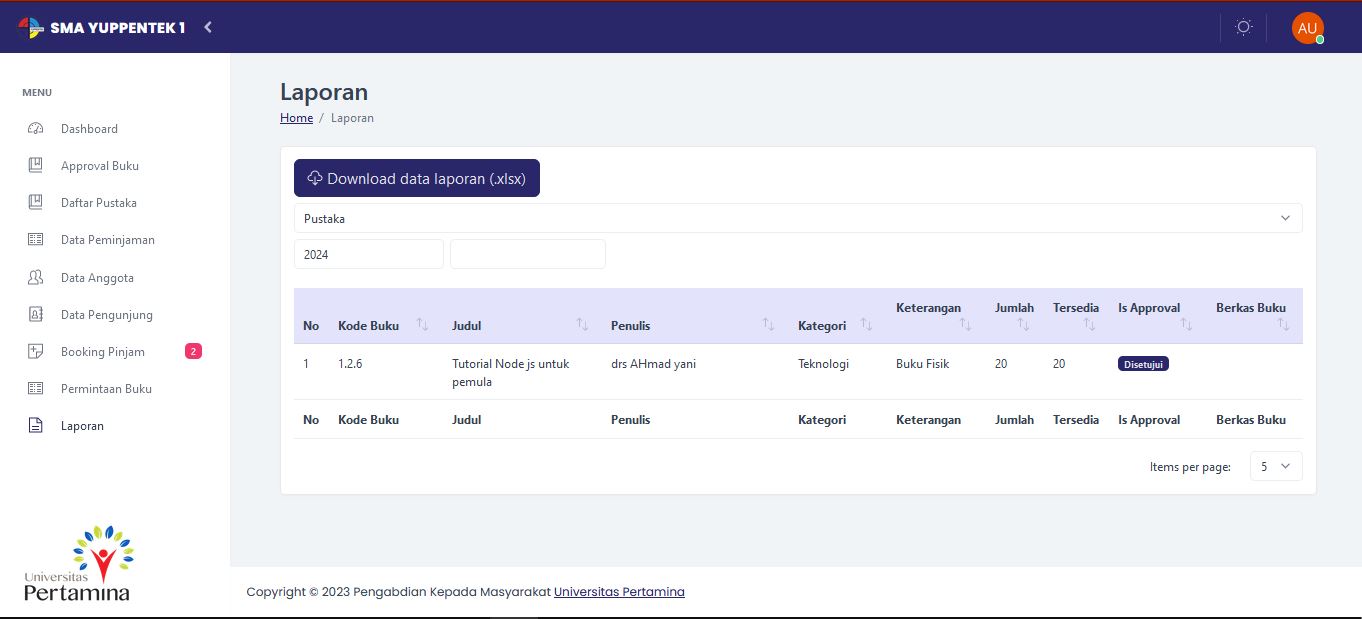 SMA YUPPENTEK 1
AU
MENU
Dashboard
Approval Buku
Daftar Pustaka
Data Peminjaman
Data Anggota
Data Pengunjung
Booking Pinjam 2
Permintaan Buku
Laporan
Universitas
Pertamina
Laporan
Home / Laporan
Download data laporan (.xlsx)
Pustaka
2024
No Kode Buku Judul Penulis Kategori Keterangan Jumlah Tersedia Is Approval Berkas Buku
1 1.2.6 Tutorial Node js untuk drs AHmad yani Teknologi Buku Fisik 20 20 Disetujui
pemula
No Kode Buku Judul Penulis Kategori Keterangan Jumlah Tersedia Is Approval Berkas Buku
Items per page: 5
Copyright © 2023 Pengabdian Kepada Masyarakat Universitas Pertamina